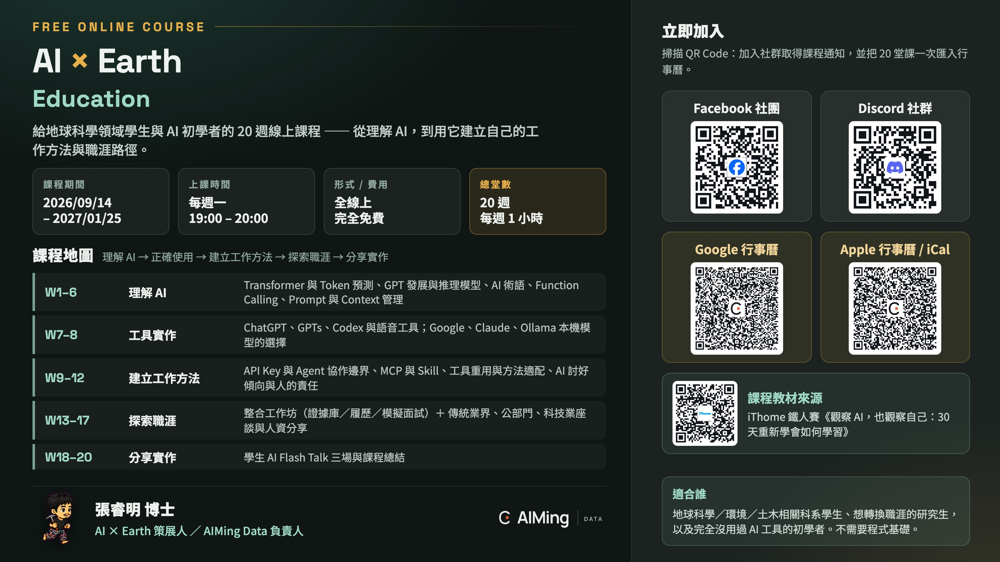 FREE ONLINE COURSE
AI × Earth
Education
給地球科學領域學生與 AI 初學者的 20 週線上課程 —— 從理解 AI，到用它建立自己的工
作方法與職涯路徑。
課程期間
2026/09/14
– 2027/01/25
上課時間
每週一
19:00 – 20:00
形式 / 費用
全線上
完全免費
總堂數
20 週
每週 1 小時
課程地圖 理解 AI → 正確使用 → 建立工作方法 → 探索職涯 → 分享實作
W1–6
理解 AI
Transformer 與 Token 預測、GPT 發展與推理模型、AI 術語、Function
Calling、Prompt 與 Context 管理
W7–8
工具實作
ChatGPT、GPTs、Codex 與語音工具；Google、Claude、Ollama 本機模
型的選擇
W9–12
建立工作方法
API Key 與 Agent 協作邊界、MCP 與 Skill、工具重用與方法適配、AI 討好
傾向與人的責任
W13–17
探索職涯
整合工作坊（證據庫／履歷／模擬面試）＋ 傳統業界、公部門、科技業座
談與人資分享
W18–20
分享實作
學生 AI Flash Talk 三場與課程總結
張睿明 博士
AI × Earth 策展人 ／ AIMing Data 負責人
AIMing
DATA
立即加入
掃描 QR Code：加入社群取得課程通知，並把 20 堂課一次匯入行
事曆。
Facebook 社團
Discord 社群
Google 行事曆
Apple 行事曆 / iCal
iThome
課程教材來源
iThome 鐵人賽《觀察 AI，也觀察自己：30
天重新學會如何學習》
適合誰
地球科學／環境／土木相關科系學生、想轉換職涯的研究生，
以及完全沒用過 AI 工具的初學者。不需要程式基礎。